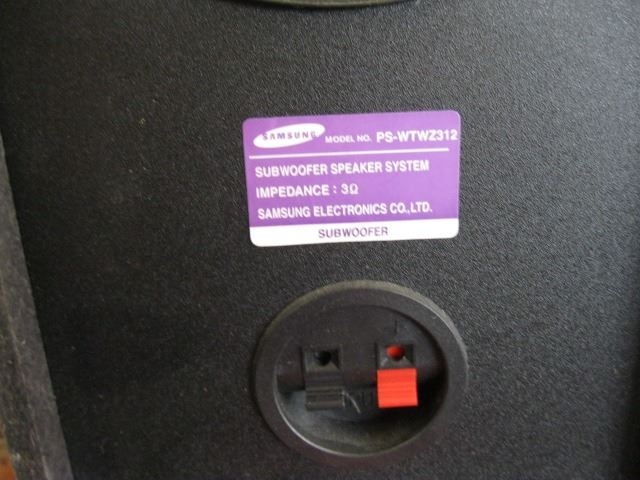 SAMSUNG MODEL NO. PS-WTWZ312
SUBWOOFER SPEAKER SYSTEM
IMPEDANCE : 3Ω
SAMSUNG ELECTRONICS CO.,LTD.
SUBWOOFER